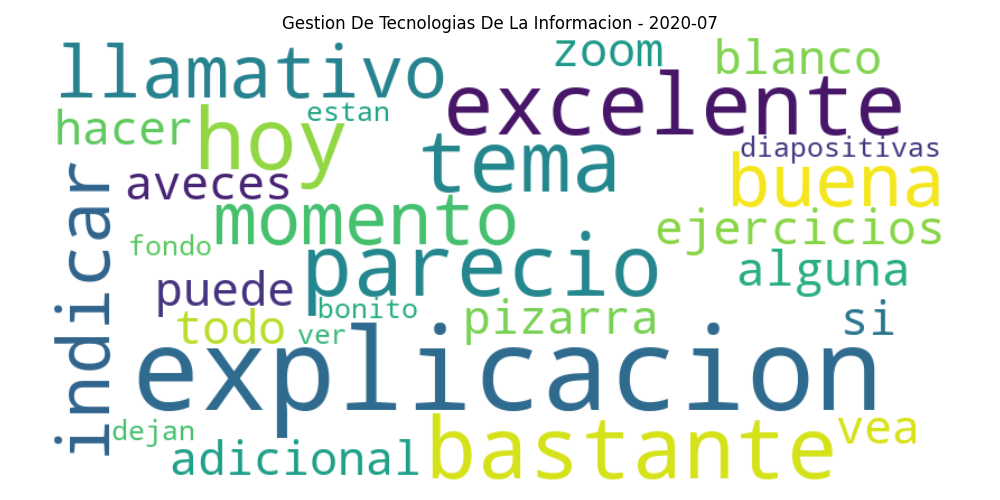 Gestion De Tecnologias De La Informacion - 2020-07
llamativo
zoom
blanco
excelente
estan
hacer
hoy
tema
diapositivas
buena
aveces
indicar
momento
ejercicios
fondo
parecio
alguna
puede
bonito
pizarra
si
todo
ver
explicacion
dejan
adicional
bastante
vea